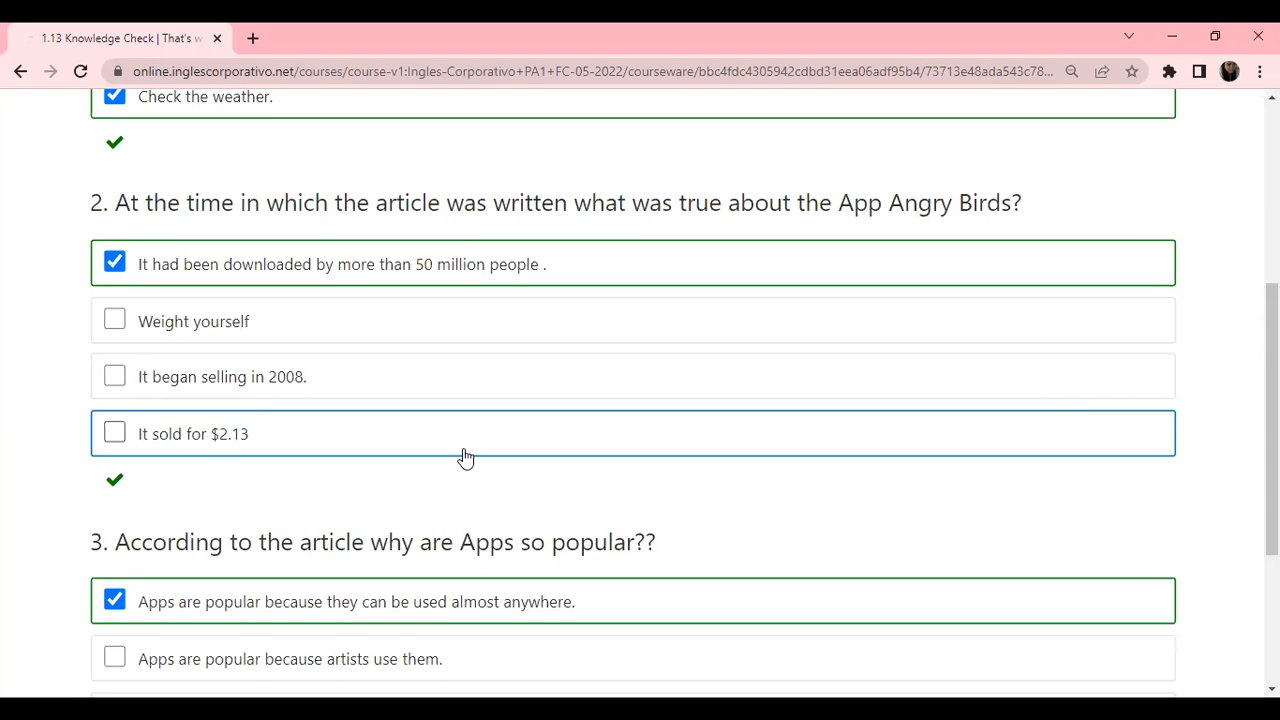 1.13 Knowledge Check | That's w
online.inglescorporativo.net/courses/course-v1:Ingles-Corporativo+PA1+FC-05-2022/courseware/bbc4fdc4305942cdbd31eea06adf95b4/73713e48ada543c78...
Check the weather.
2. At the time in which the article was written what was true about the App Angry Birds?
It had been downloaded by more than 50 million people .
Weight yourself
It began selling in 2008.
It sold for $2.13
3. According to the article why are Apps so popular??
Apps are popular because they can be used almost anywhere.
Apps are popular because artists use them.